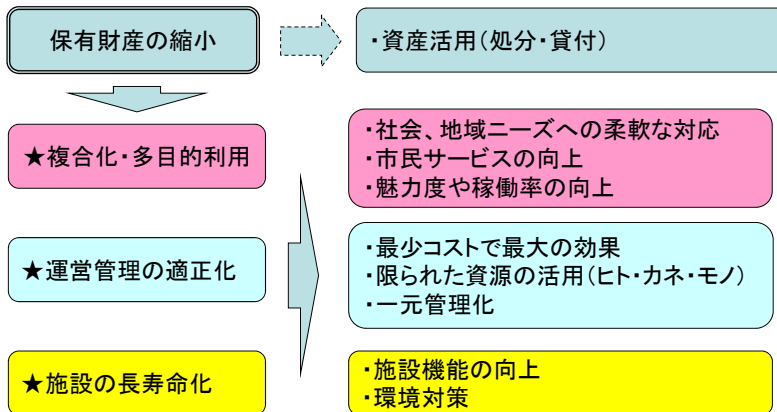 保有財産の縮小
・資産活用(処分・貸付)
★複合化・多目的利用
・社会、地域ニーズへの柔軟な対応
・市民サービスの向上
・魅力度や稼働率の向上
★運営管理の適正化
・最少コストで最大の効果
・限られた資源の活用(ヒト・カネ・モノ)
・一元管理化
★施設の長寿命化
・施設機能の向上
・環境対策